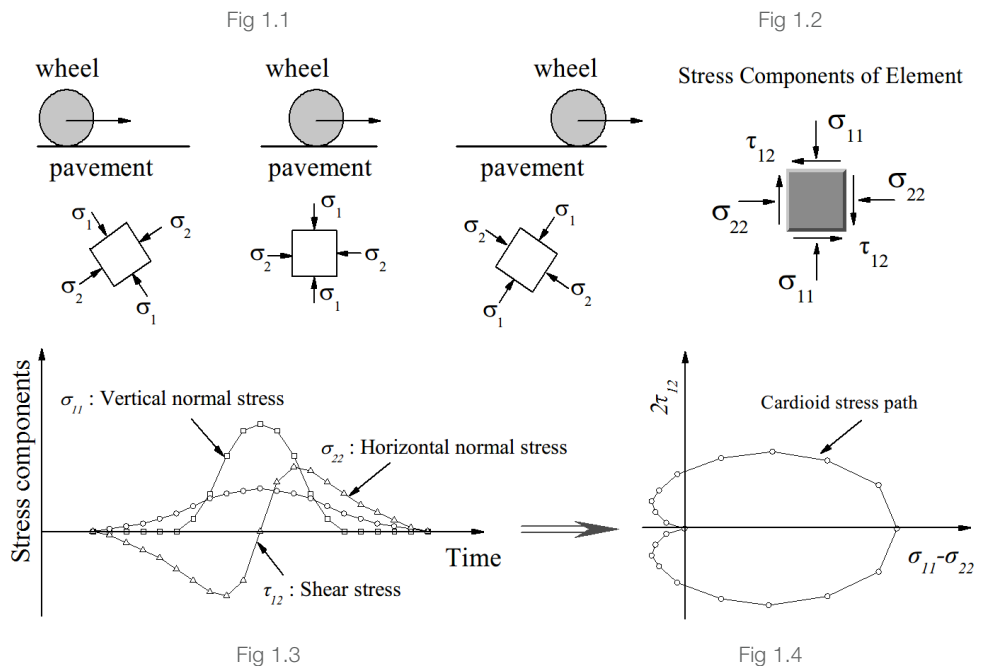 Fig 1.1
Fig 1.2
wheel
wheel
wheel
Stress Components of Element
pavement
pavement
pavement
σ₁
σ₂
σ₂
σ₁
σ₁
σ₂
σ₂
σ₁
σ₁
σ₂
σ₂
σ₁
σ₁₁
τ₁₂
σ₂₂
σ₂₂
τ₁₂
σ₁₁
Stress components
σ₁₁ : Vertical normal stress
σ₂₂ : Horizontal normal stress
τ₁₂ : Shear stress
Time
2τ₁₂
Cardioid stress path
σ₁₁-σ₂₂
Fig 1.3
Fig 1.4